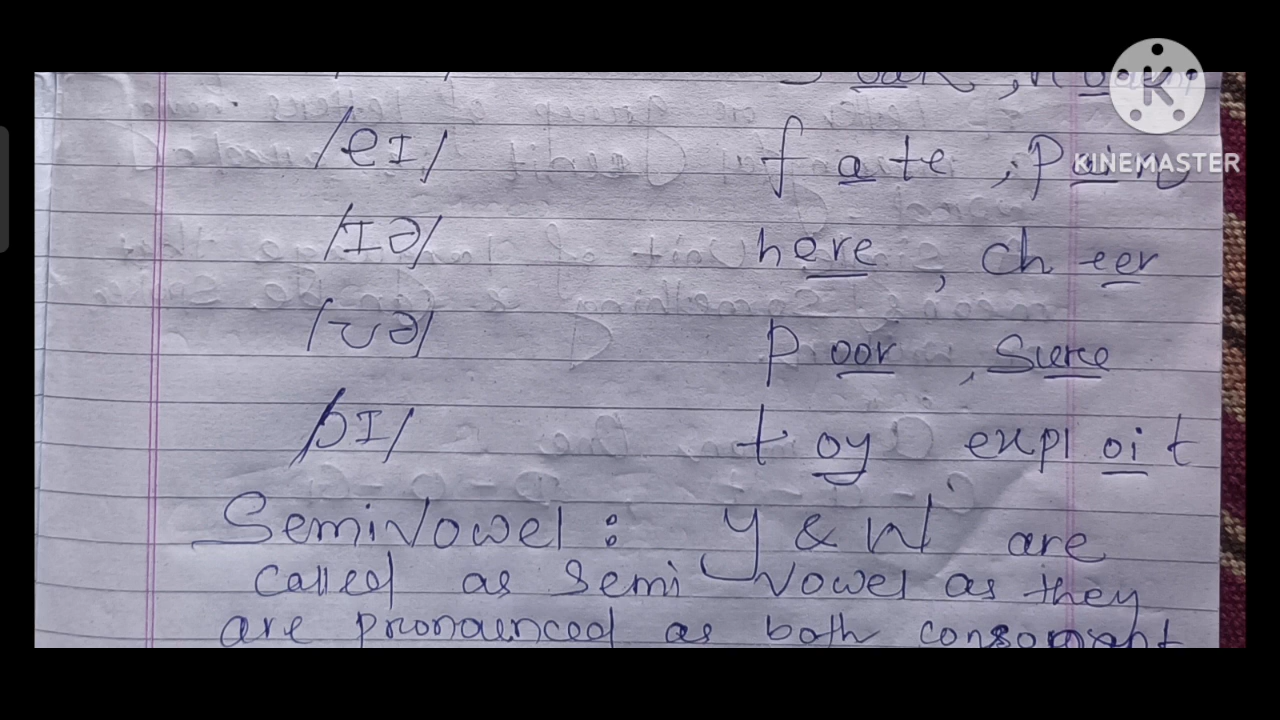 KINEMASTER
/eɪ/ fate, Pain
/ɪə/ here, cheer
/ʊə/ Poor, Sure
/ɔɪ/ toy exploit
SemiVowel: Y & W are
called as Semi Vowel as they
are pronounced as both consonant